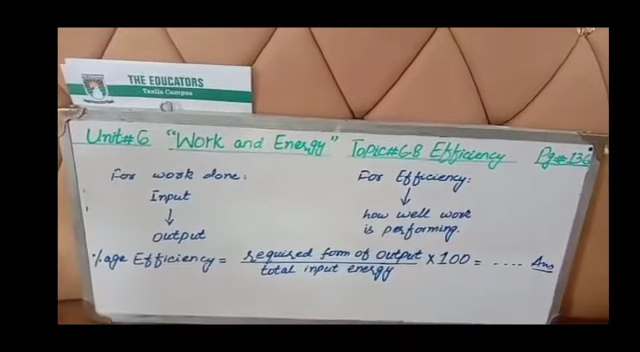 THE EDUCATORS
Taxila Campus
Unit#6 "Work and Energy" Topic#6.8 Efficiency Pg#136
For work done:
Input
↓
Output
For Efficiency:
↓
how well work
is performing.
%age Efficiency = required form of output / total input energy × 100 = .... Ans